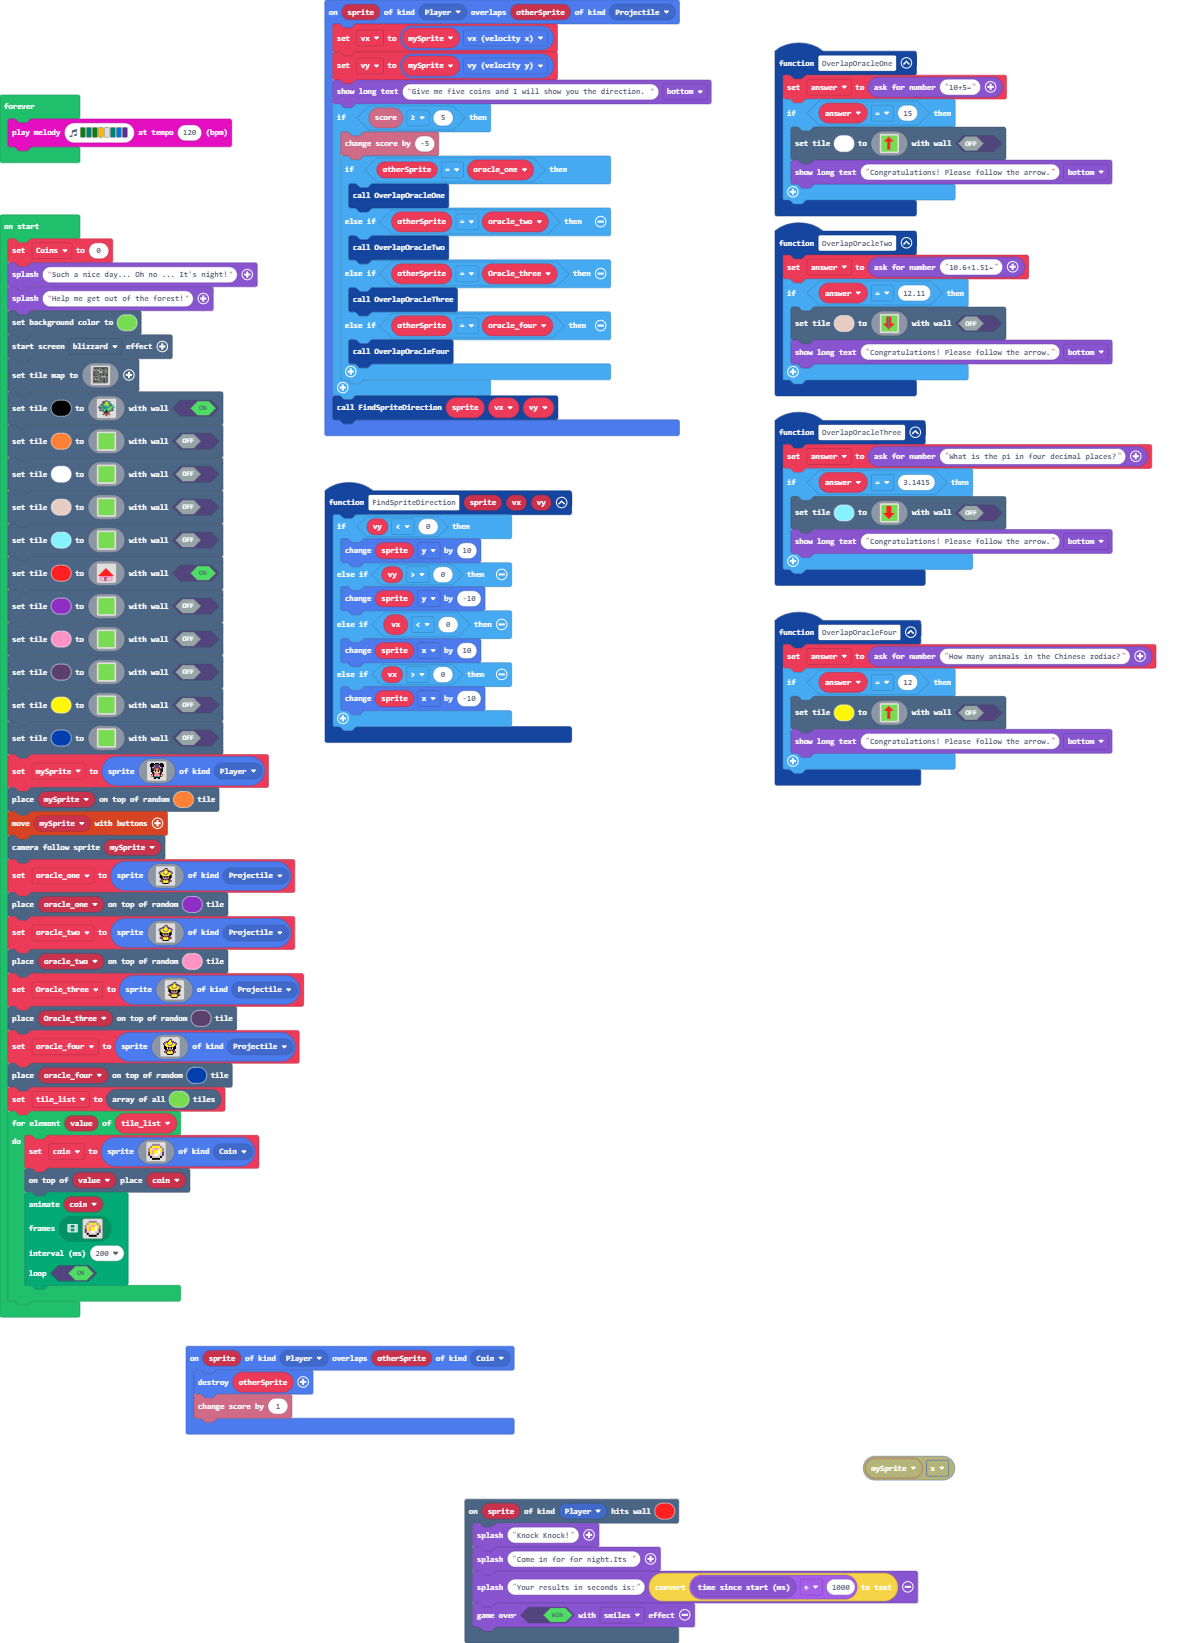 forever
play melody at tempo 120 (bpm)
on start
set Coins to 0
splash "Such a nice day... Oh no ... It's night!"
splash "Help me get out of the forest!"
set background color to
start screen blizzard effect
set tile map to
set tile to with wall ON
set tile to with wall OFF
set tile to with wall OFF
set tile to with wall OFF
set tile to with wall OFF
set tile to with wall ON
set tile to with wall OFF
set tile to with wall OFF
set tile to with wall OFF
set tile to with wall OFF
set tile to with wall OFF
set mySprite to sprite of kind Player
place mySprite on top of random tile
move mySprite with buttons
camera follow sprite mySprite
set oracle_one to sprite of kind Projectile
place oracle_one on top of random tile
set oracle_two to sprite of kind Projectile
place oracle_two on top of random tile
set Oracle_three to sprite of kind Projectile
place Oracle_three on top of random tile
set oracle_four to sprite of kind Projectile
place oracle_four on top of random tile
set tile_list to array of all tiles
for element value of tile_list
do
set coin to sprite of kind Coin
on top of value place coin
animate coin
frames
interval (ms) 200
loop ON
on sprite of kind Player overlaps otherSprite of kind Projectile
set vx to mySprite vx (velocity x)
set vy to mySprite vy (velocity y)
show long text "Give me five coins and I will show you the direction. " bottom
if score ≥ 5 then
change score by -5
if otherSprite = oracle_one then
call OverlapOracleOne
else if otherSprite = oracle_two then
call OverlapOracleTwo
else if otherSprite = Oracle_three then
call OverlapOracleThree
else if otherSprite = oracle_four then
call OverlapOracleFour
call FindSpriteDirection sprite vx vy
function FindSpriteDirection sprite vx vy
if vy < 0 then
change sprite y by 10
else if vy > 0 then
change sprite y by -10
else if vx < 0 then
change sprite x by 10
else if vx > 0 then
change sprite x by -10
function OverlapOracleOne
set answer to ask for number "10+5="
if answer = 15 then
set tile to with wall OFF
show long text "Congratulations! Please follow the arrow." bottom
function OverlapOracleTwo
set answer to ask for number "10.6+1.51="
if answer = 12.11 then
set tile to with wall OFF
show long text "Congratulations! Please follow the arrow." bottom
function OverlapOracleThree
set answer to ask for number "What is the pi in four decimal places?"
if answer = 3.1415 then
set tile to with wall OFF
show long text "Congratulations! Please follow the arrow." bottom
function OverlapOracleFour
set answer to ask for number "How many animals in the Chinese zodiac?"
if answer = 12 then
set tile to with wall OFF
show long text "Congratulations! Please follow the arrow." bottom
on sprite of kind Player overlaps otherSprite of kind Coin
destroy otherSprite
change score by 1
mySprite x
on sprite of kind Player hits wall
splash "Knock Knock!"
splash "Come in for for night.Its "
splash "Your results in seconds is:" convert time since start (ms) ÷ 1000 to text
game over WIN with smiles effect